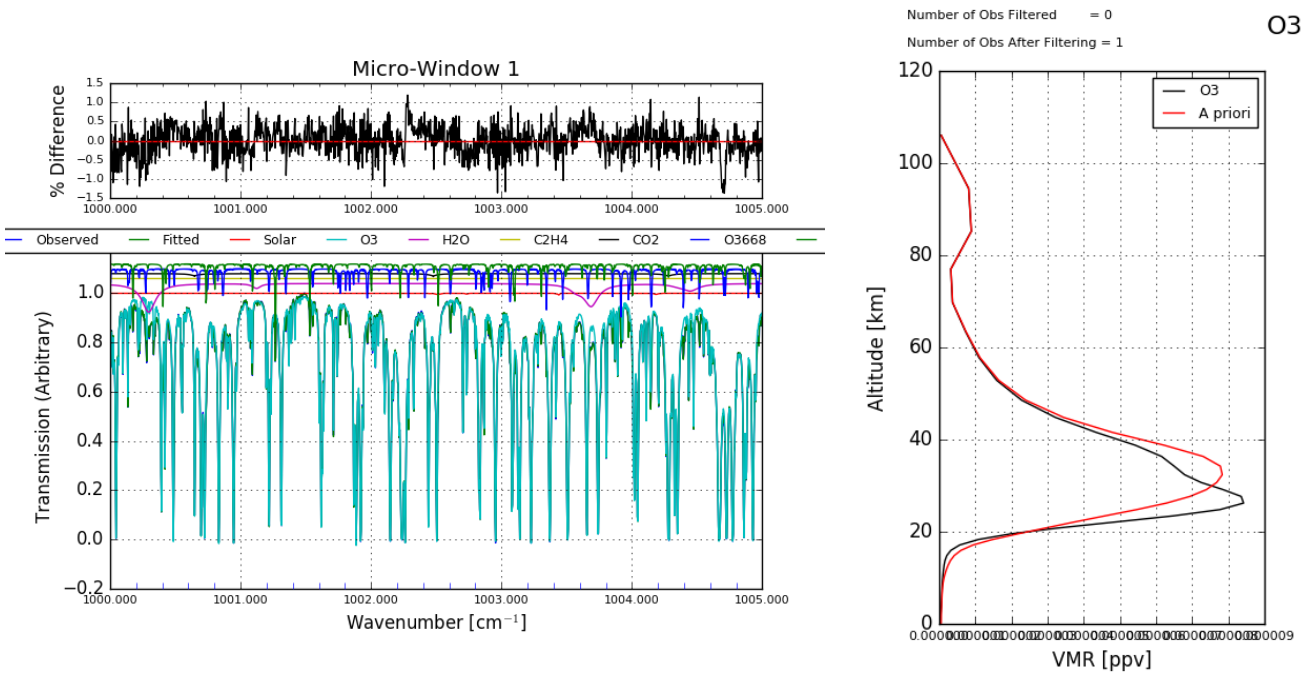 Micro-Window 1
% Difference
1.5
1.0
0.5
0.0
−0.5
−1.0
−1.5
1000.000 1001.000 1002.000 1003.000 1004.000 1005.000
Observed Fitted Solar O3 H2O C2H4 CO2 O3668
Transmission (Arbitrary)
1.0
0.8
0.6
0.4
0.2
0.0
−0.2
1000.000 1001.000 1002.000 1003.000 1004.000 1005.000
Wavenumber [cm⁻¹]
Number of Obs Filtered = 0
Number of Obs After Filtering = 1
O3
O3
A priori
Altitude [km]
120
100
80
60
40
20
0
VMR [ppv]